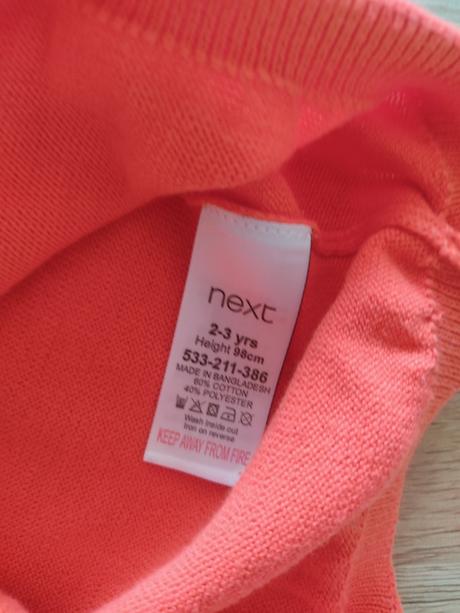 next
2-3 yrs
Height 98cm
533-211-386
MADE IN BANGLADESH
60% COTTON
40% POLYESTER
Wash inside out
Iron on reverse
KEEP AWAY FROM FIRE